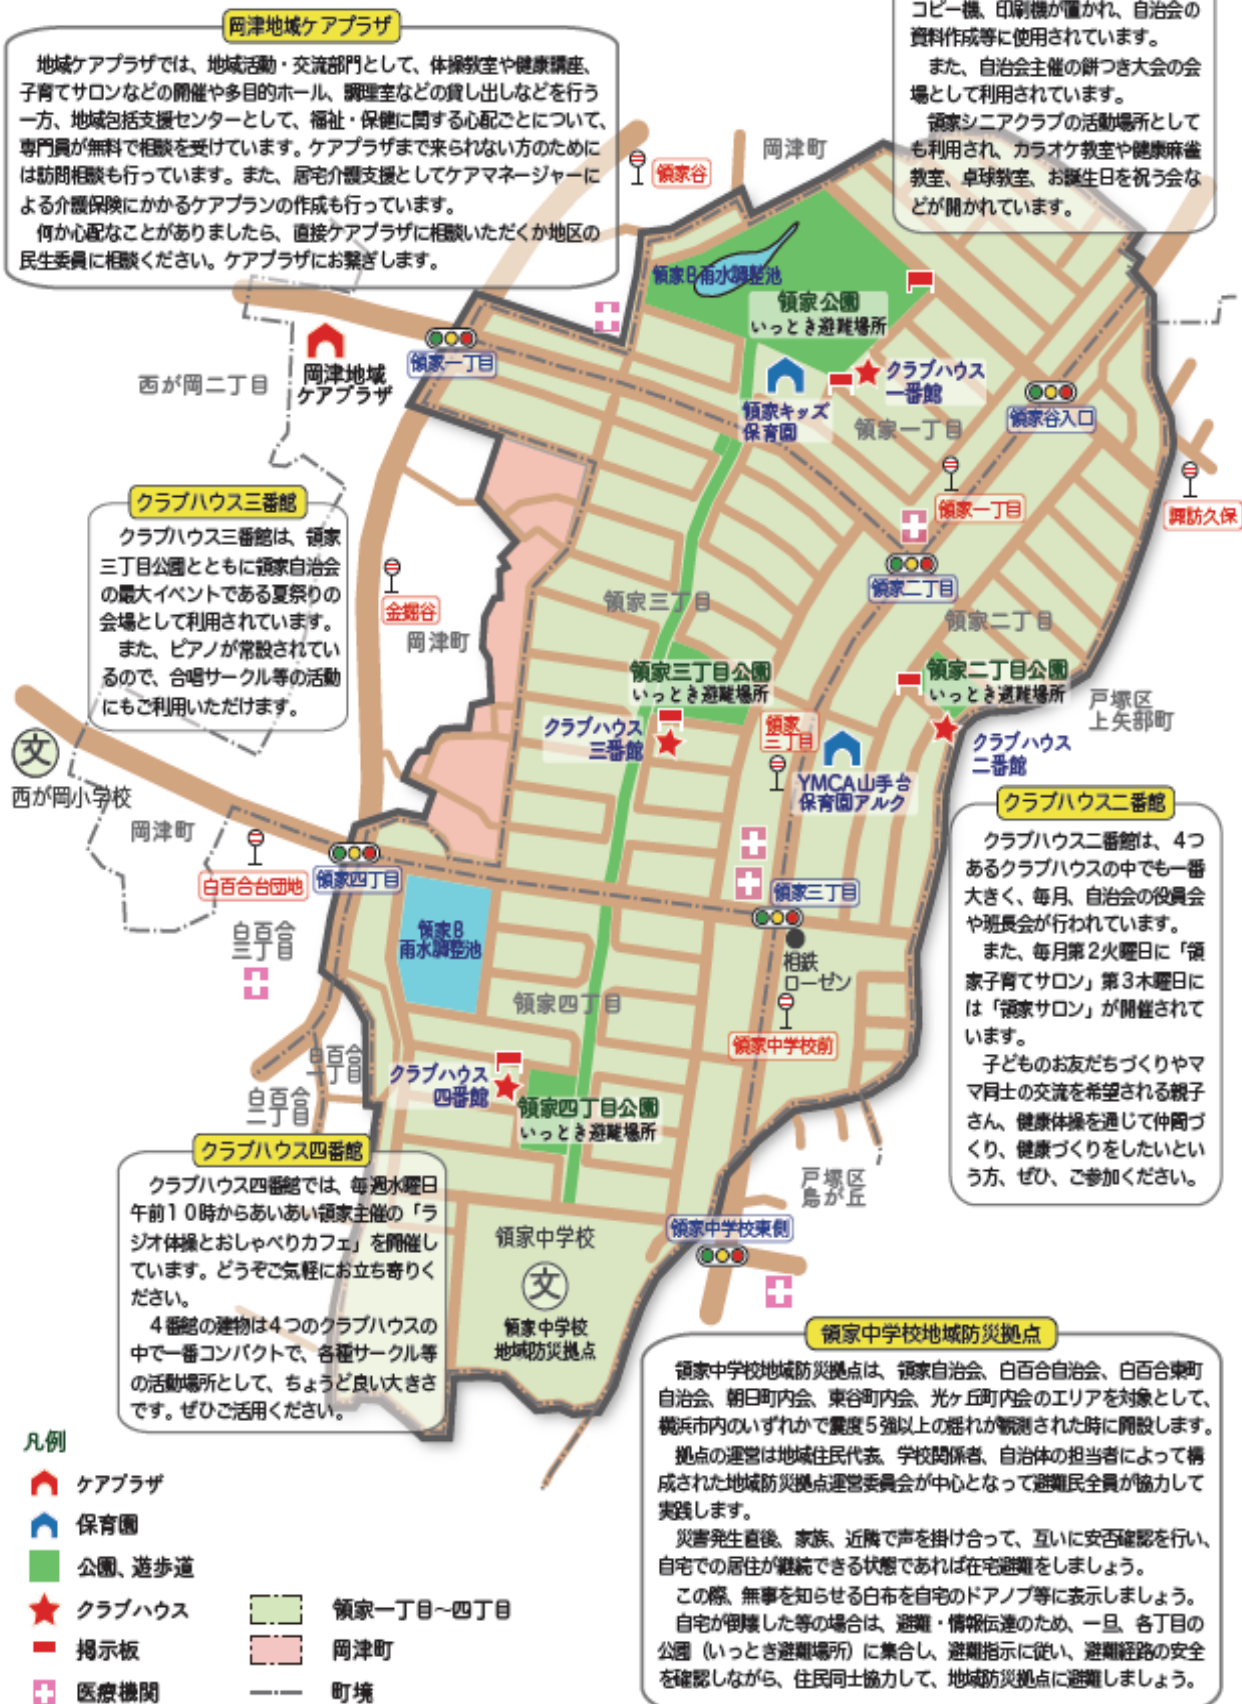 コピー機、印刷機が置かれ、自治会の
資料作成等に使用されています。
また、自治会主催の餅つき大会の会
場として利用されています。
領家シニアクラブの活動場所として
も利用され、カラオケ教室や健康麻雀
教室、卓球教室、お誕生日を祝う会な
どが開かれています。
岡津地域ケアプラザ
地域ケアプラザでは、地域活動・交流部門として、体操教室や健康講座、
子育てサロンなどの開催や多目的ホール、調理室などの貸し出しなどを行う
一方、地域包括支援センターとして、福祉・保健に関する心配ごとについて、
専門員が無料で相談を受けています。ケアプラザまで来られない方のために
は訪問相談も行っています。また、居宅介護支援としてケアマネージャーに
よる介護保険にかかるケアプランの作成も行っています。
何か心配なことがありましたら、直接ケアプラザに相談いただくか地区の
民生委員に相談ください。ケアプラザにお繋ぎします。
岡津町
領家谷
領家B雨水調整池
領家公園
いっとき避難場所
領家一丁目
岡津地域
ケアプラザ
西が岡二丁目
クラブハウス
一番館
領家キッズ
保育園
領家一丁目
領家谷入口
領家一丁目
諏訪久保
クラブハウス三番館
クラブハウス三番館は、領家
三丁目公園とともに領家自治会
の最大イベントである夏祭りの
会場として利用されています。
また、ピアノが常設されてい
るので、合唱サークル等の活動
にもご利用いただけます。
金堀谷
岡津町
領家二丁目
領家三丁目
領家二丁目
領家三丁目公園
いっとき避難場所
領家二丁目公園
いっとき避難場所
戸塚区
上矢部町
クラブハウス
三番館
領家
三丁目
クラブハウス
二番館
YMCA山手台
保育園アルク
文
西が岡小学校
岡津町
白百合台団地
領家四丁目
領家三丁目
クラブハウス二番館
クラブハウス二番館は、4つ
あるクラブハウスの中でも一番
大きく、毎月、自治会の役員会
や班長会が行われています。
また、毎月第2火曜日に「領
家子育てサロン」第3木曜日に
は「領家サロン」が開催されて
います。
子どものお友だちづくりやマ
マ同士の交流を希望される親子
さん、健康体操を通じて仲間づ
くり、健康づくりをしたいとい
う方、ぜひ、ご参加ください。
白百合
三丁目
領家B
雨水調整池
相鉄
ローゼン
領家四丁目
領家中学校前
白百合
一丁目
白百合
二丁目
クラブハウス
四番館
領家四丁目公園
いっとき避難場所
戸塚区
鳥が丘
クラブハウス四番館
クラブハウス四番館では、毎週水曜日
午前10時からあいあい領家主催の「ラ
ジオ体操とおしゃべりカフェ」を開催し
ています。どうぞご気軽にお立ち寄りく
ださい。
4番館の建物は4つのクラブハウスの
中で一番コンパクトで、各種サークル等
の活動場所として、ちょうど良い大きさ
です。ぜひご活用ください。
領家中学校東側
領家中学校
文
領家中学校
地域防災拠点
領家中学校地域防災拠点
領家中学校地域防災拠点は、領家自治会、白百合自治会、白百合東町
自治会、朝日町内会、東谷町内会、光ヶ丘町内会のエリアを対象として、
横浜市内のいずれかで震度5強以上の揺れが観測された時に開設します。
拠点の運営は地域住民代表、学校関係者、自治体の担当者によって構
成された地域防災拠点運営委員会が中心となって避難民全員が協力して
実践します。
災害発生直後、家族、近隣で声を掛け合って、互いに安否確認を行い、
自宅での居住が継続できる状態であれば在宅避難をしましょう。
この際、無事を知らせる白布を自宅のドアノブ等に表示しましょう。
自宅が倒壊した等の場合は、避難・情報伝達のため、一旦、各丁目の
公園（いっとき避難場所）に集合し、避難指示に従い、避難経路の安全
を確認しながら、住民同士協力して、地域防災拠点に避難しましょう。
凡例
ケアプラザ
保育園
公園、遊歩道
クラブハウス
掲示板
医療機関
領家一丁目～四丁目
岡津町
町境